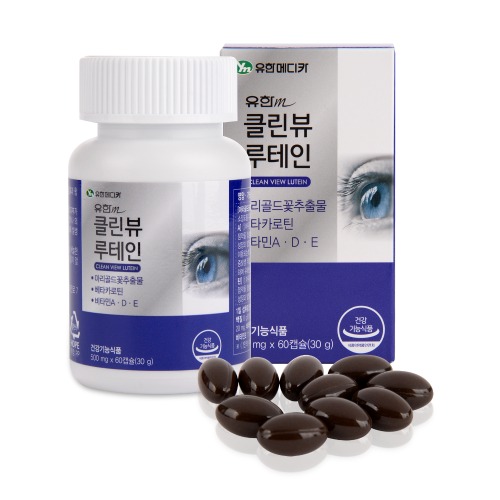 유한메디카
유한m
클린뷰
루테인
CLEAN VIEW LUTEIN
마리골드꽃추출물
베타카로틴
비타민A · D · E
건강
기능식품
기능식품
mg x 60캡슐(30 g)
유한메디카
유한m
클린뷰
루테인
CLEAN VIEW LUTEIN
• 마리골드꽃추출물
• 베타카로틴
• 비타민A · D · E
건강기능식품
500 mg x 60캡슐(30 g)
HDPE